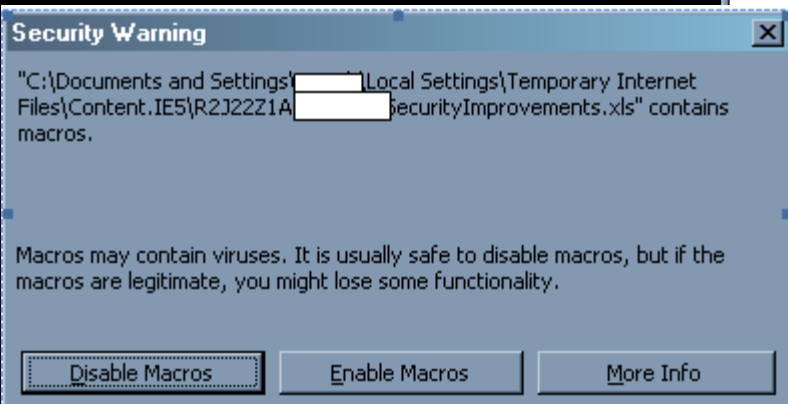 Security Warning
"C:\Documents and Settings\ \Local Settings\Temporary Internet
Files\Content.IE5\R2J22Z1A SecurityImprovements.xls" contains
macros.
Macros may contain viruses. It is usually safe to disable macros, but if the
macros are legitimate, you might lose some functionality.
Disable Macros Enable Macros More Info